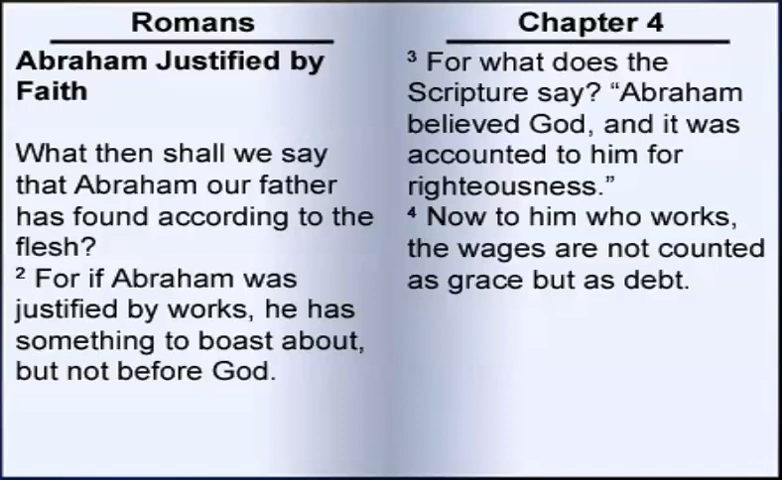 Romans
Abraham Justified by
Faith
What then shall we say
that Abraham our father
has found according to the
flesh?
² For if Abraham was
justified by works, he has
something to boast about,
but not before God.
Chapter 4
³ For what does the
Scripture say? “Abraham
believed God, and it was
accounted to him for
righteousness.”
⁴ Now to him who works,
the wages are not counted
as grace but as debt.